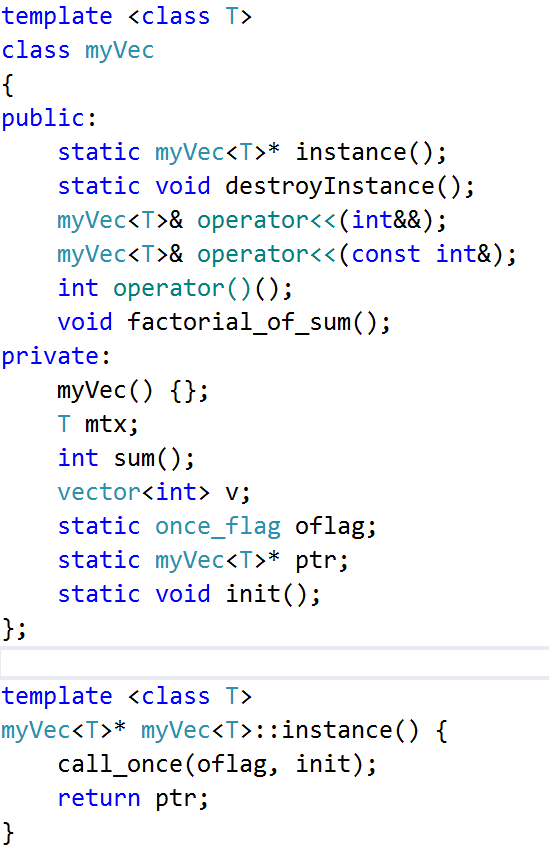 template <class T>
class myVec
{
public:
    static myVec<T>* instance();
    static void destroyInstance();
    myVec<T>& operator<<(int&&);
    myVec<T>& operator<<(const int&);
    int operator()();
    void factorial_of_sum();
private:
    myVec() {};
    T mtx;
    int sum();
    vector<int> v;
    static once_flag oflag;
    static myVec<T>* ptr;
    static void init();
};
template <class T>
myVec<T>* myVec<T>::instance() {
    call_once(oflag, init);
    return ptr;
}